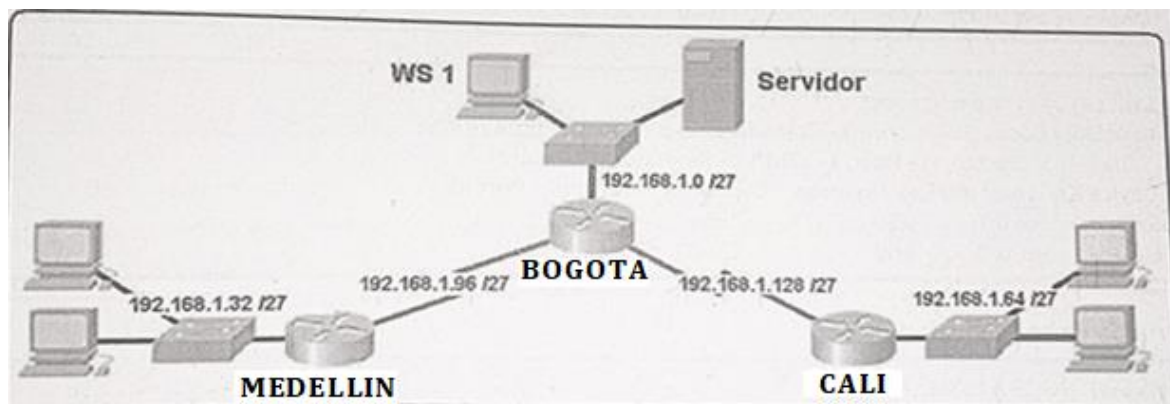 WS 1
Servidor
192.168.1.0 /27
BOGOTA
192.168.1.96 /27
192.168.1.128 /27
192.168.1.32 /27
192.168.1.64 /27
MEDELLIN
CALI